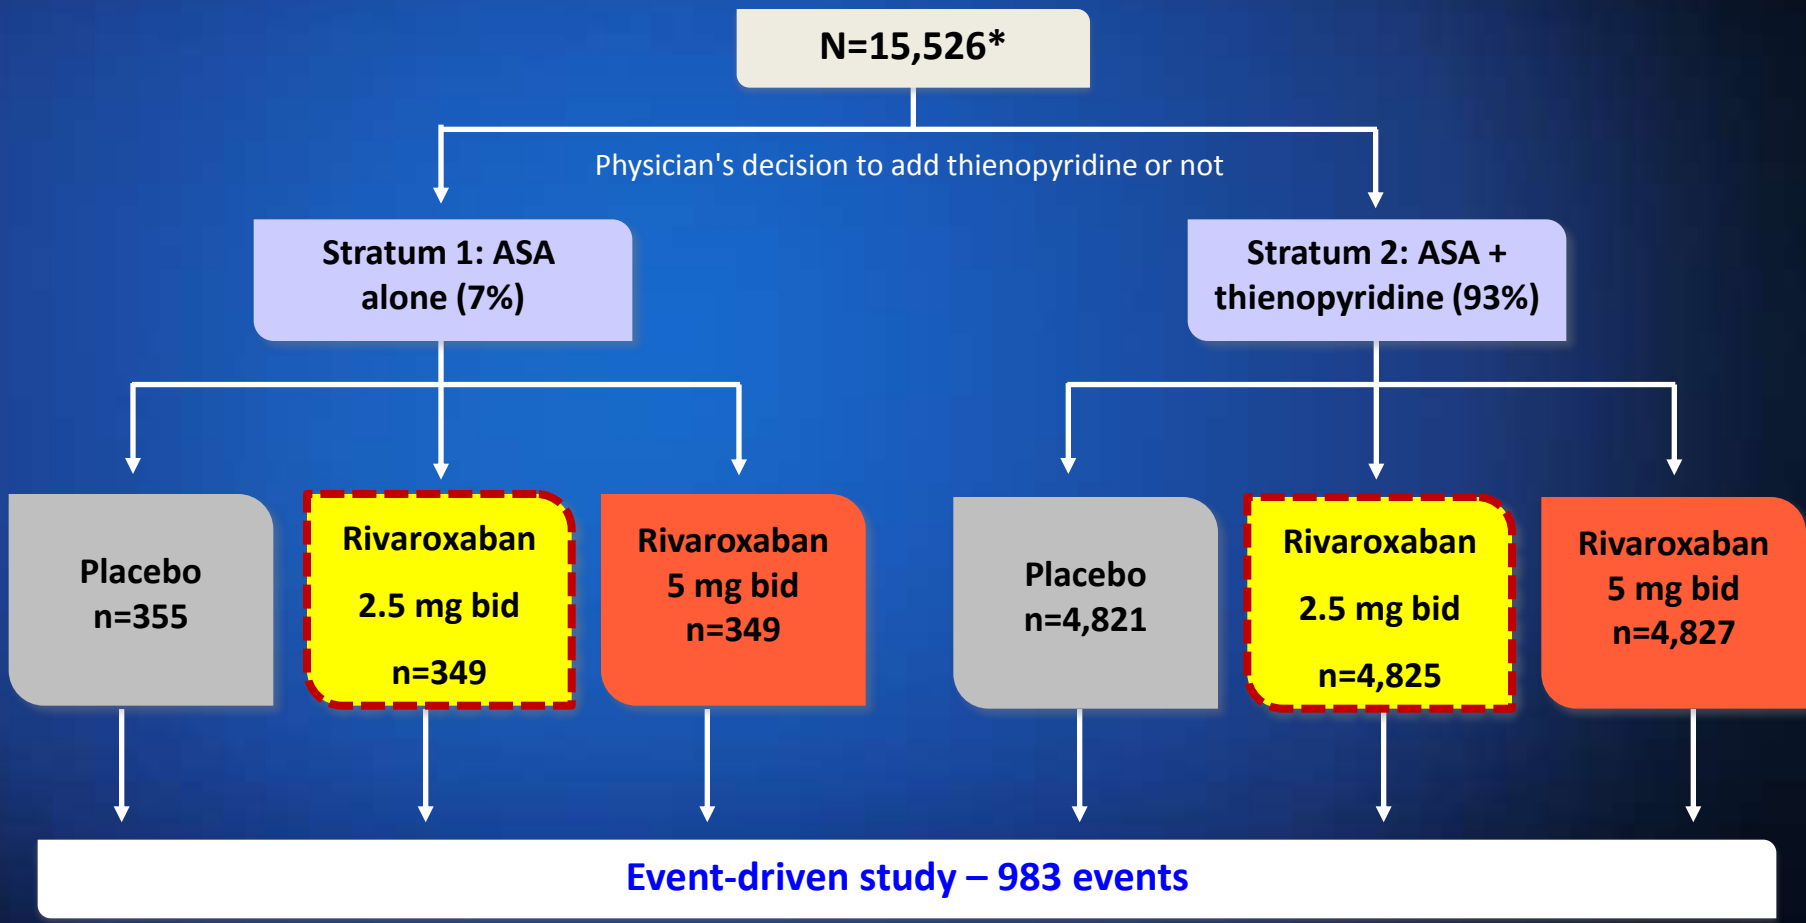 N=15,526*
Physician's decision to add thienopyridine or not
Stratum 1: ASA
alone (7%)
Stratum 2: ASA +
thienopyridine (93%)
Placebo
n=355
Rivaroxaban
2.5 mg bid
n=349
Rivaroxaban
5 mg bid
n=349
Placebo
n=4,821
Rivaroxaban
2.5 mg bid
n=4,825
Rivaroxaban
5 mg bid
n=4,827
Event-driven study – 983 events